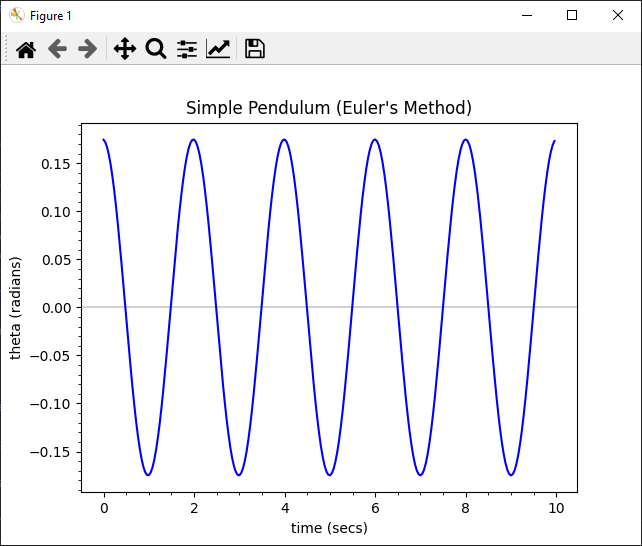 Figure 1
Simple Pendulum (Euler's Method)
0.15
0.10
0.05
0.00
−0.05
−0.10
−0.15
theta (radians)
0 2 4 6 8 10
time (secs)